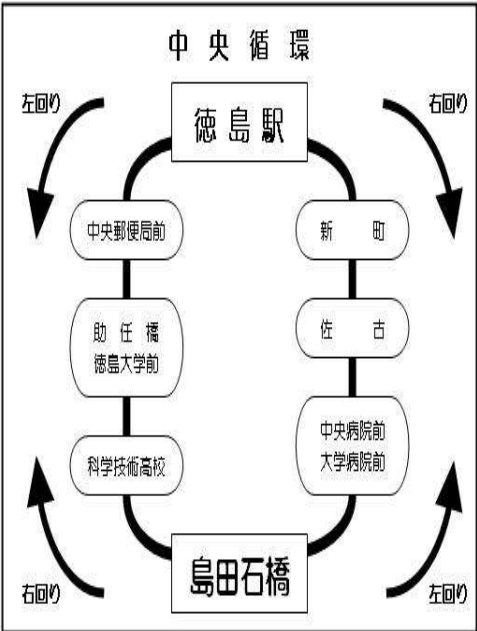 中央循環
左回り
右回り
徳島駅
中央郵便局前
新町
助任橋
徳島大学前
佐古
中央病院前
大学病院前
科学技術高校
島田石橋
右回り
左回り